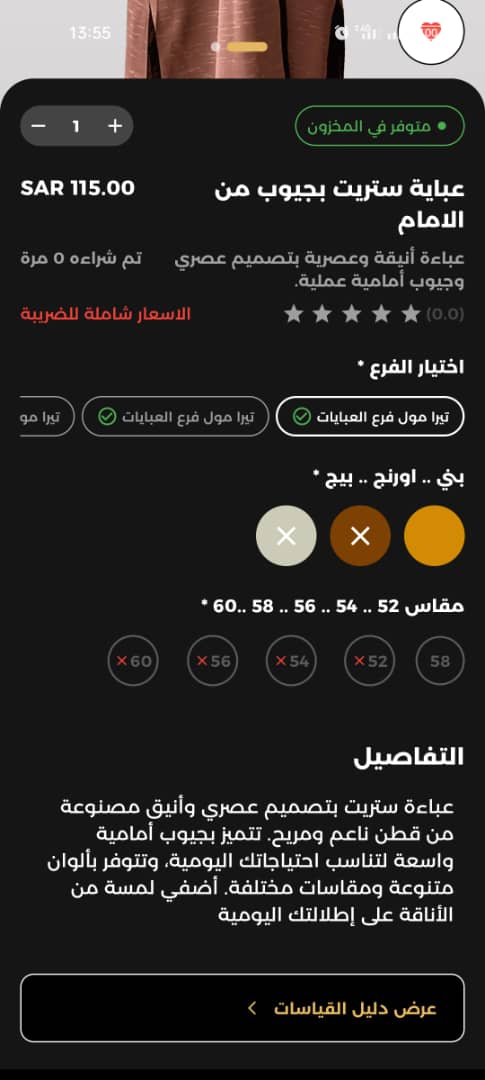 13:55
100
متوفر في المخزون
1
عباية ستريت بجيوب من
الامام
SAR 115.00
عباءة أنيقة وعصرية بتصميم عصري
وجيوب أمامية عملية.
تم شراءه 0 مرة
(0.0)
الاسعار شاملة للضريبة
اختيار الفرع *
تيرا مول فرع العبايات
تيرا مول فرع العبايات
تيرا مو
بني .. اورنج .. بيج *
مقاس 52 .. 54 .. 56 .. 58 ..60 *
58
52
54
56
60
التفاصيل
عباءة ستريت بتصميم عصري وأنيق مصنوعة
من قطن ناعم ومريح. تتميز بجيوب أمامية
واسعة لتناسب احتياجاتك اليومية، وتتوفر بألوان
متنوعة ومقاسات مختلفة. أضفي لمسة من
الأناقة على إطلالتك اليومية
عرض دليل القياسات